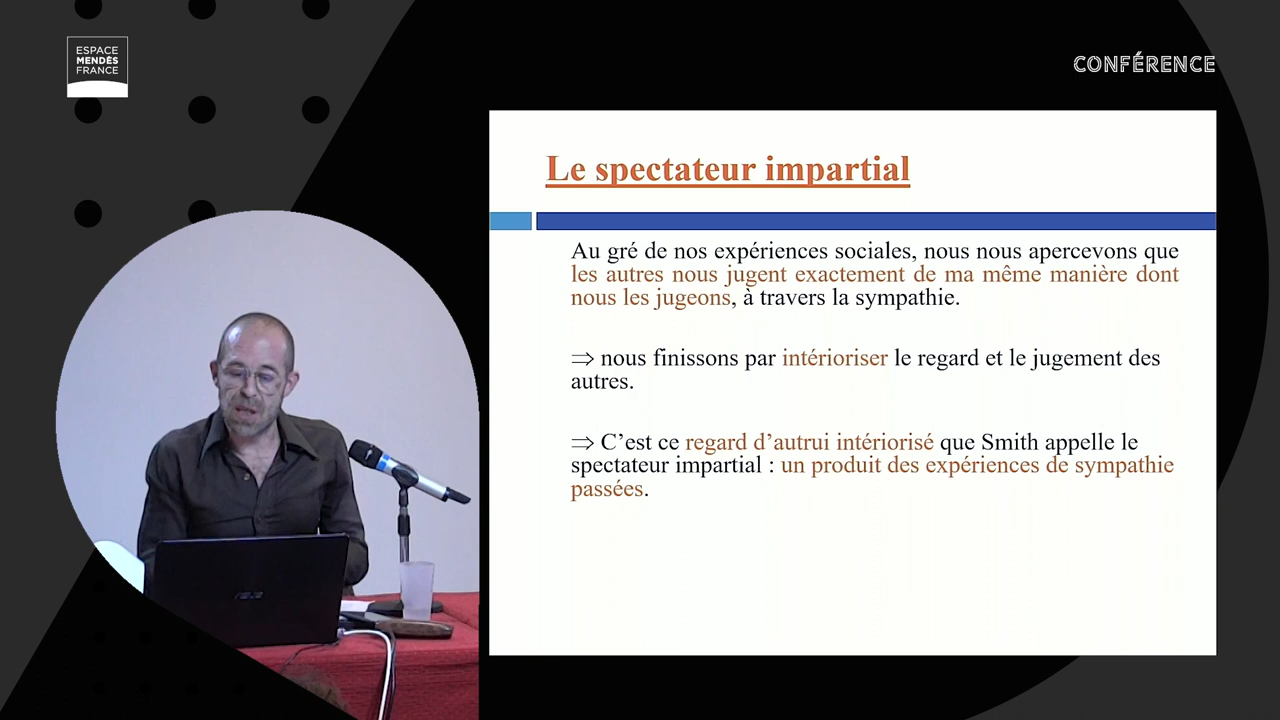 ESPACE
MENDÈS
FRANCE
CONFÉRENCE
Le spectateur impartial
Au gré de nos expériences sociales, nous nous apercevons que
les autres nous jugent exactement de ma même manière dont
nous les jugeons, à travers la sympathie.
⇒ nous finissons par intérioriser le regard et le jugement des
autres.
⇒ C’est ce regard d’autrui intériorisé que Smith appelle le
spectateur impartial : un produit des expériences de sympathie
passées.